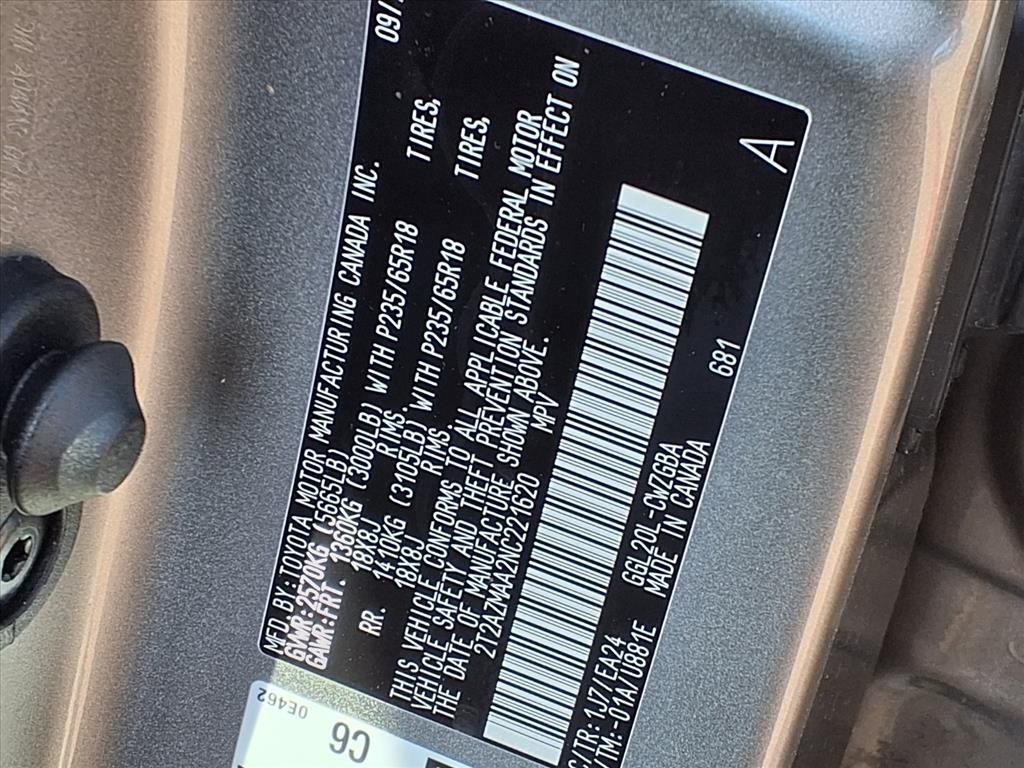 MFD BY:TOYOTA MOTOR MANUFACTURING CANADA INC. 09/
GVWR:2570KG (5665LB)
GAWR:FRT. 1360KG (3000LB) WITH P235/65R18 TIRES,
18X8J RIMS.
RR. 1410KG (3105LB) WITH P235/65R18 TIRES,
18X8J RIMS.
THIS VEHICLE CONFORMS TO ALL APPLICABLE FEDERAL MOTOR
VEHICLE SAFETY AND THEFT PREVENTION STANDARDS IN EFFECT ON
THE DATE OF MANUFACTURE SHOWN ABOVE.
2T2AZMAA2NC221620 MPV
C/TR:1J7/EA24 GGL20L-CWZGBA 681
/TM:-01A/U881E MADE IN CANADA
A
0E462
C6